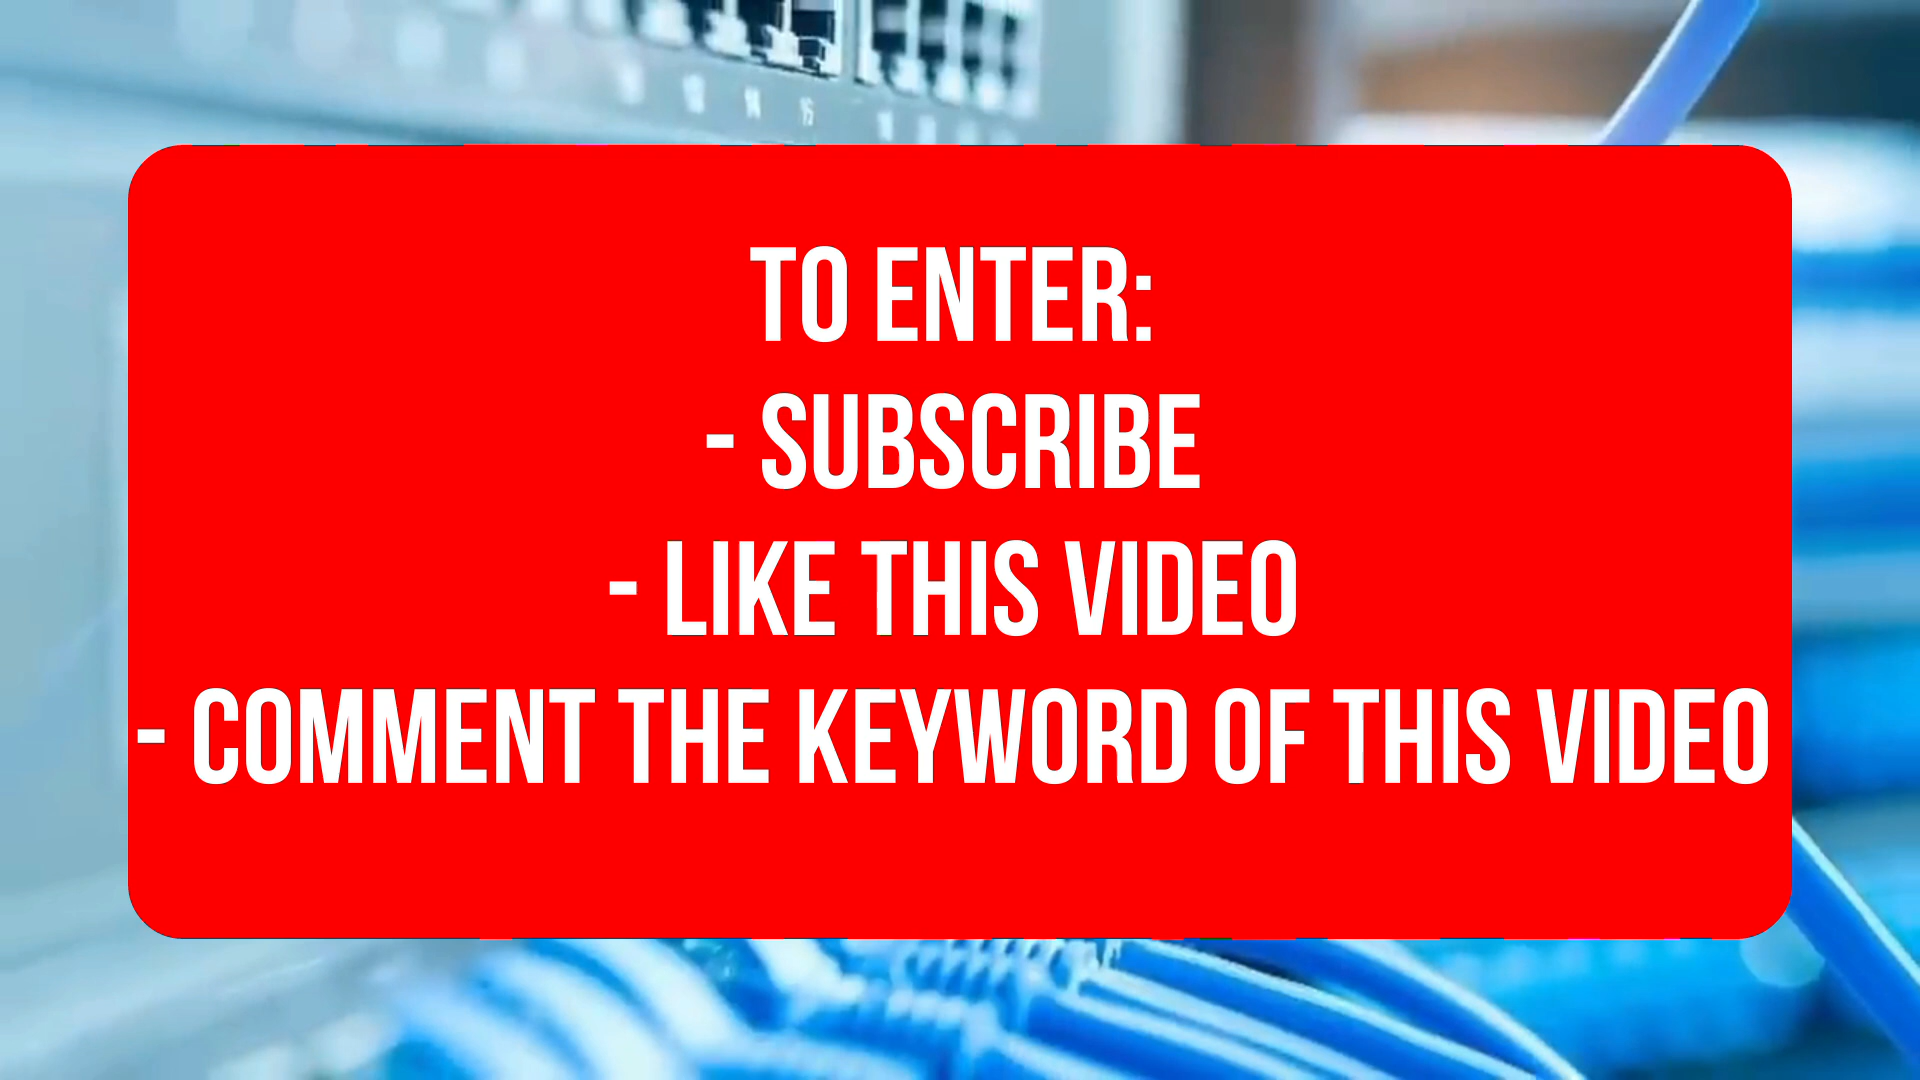 TO ENTER:
- SUBSCRIBE
- LIKE THIS VIDEO
- COMMENT THE KEYWORD OF THIS VIDEO